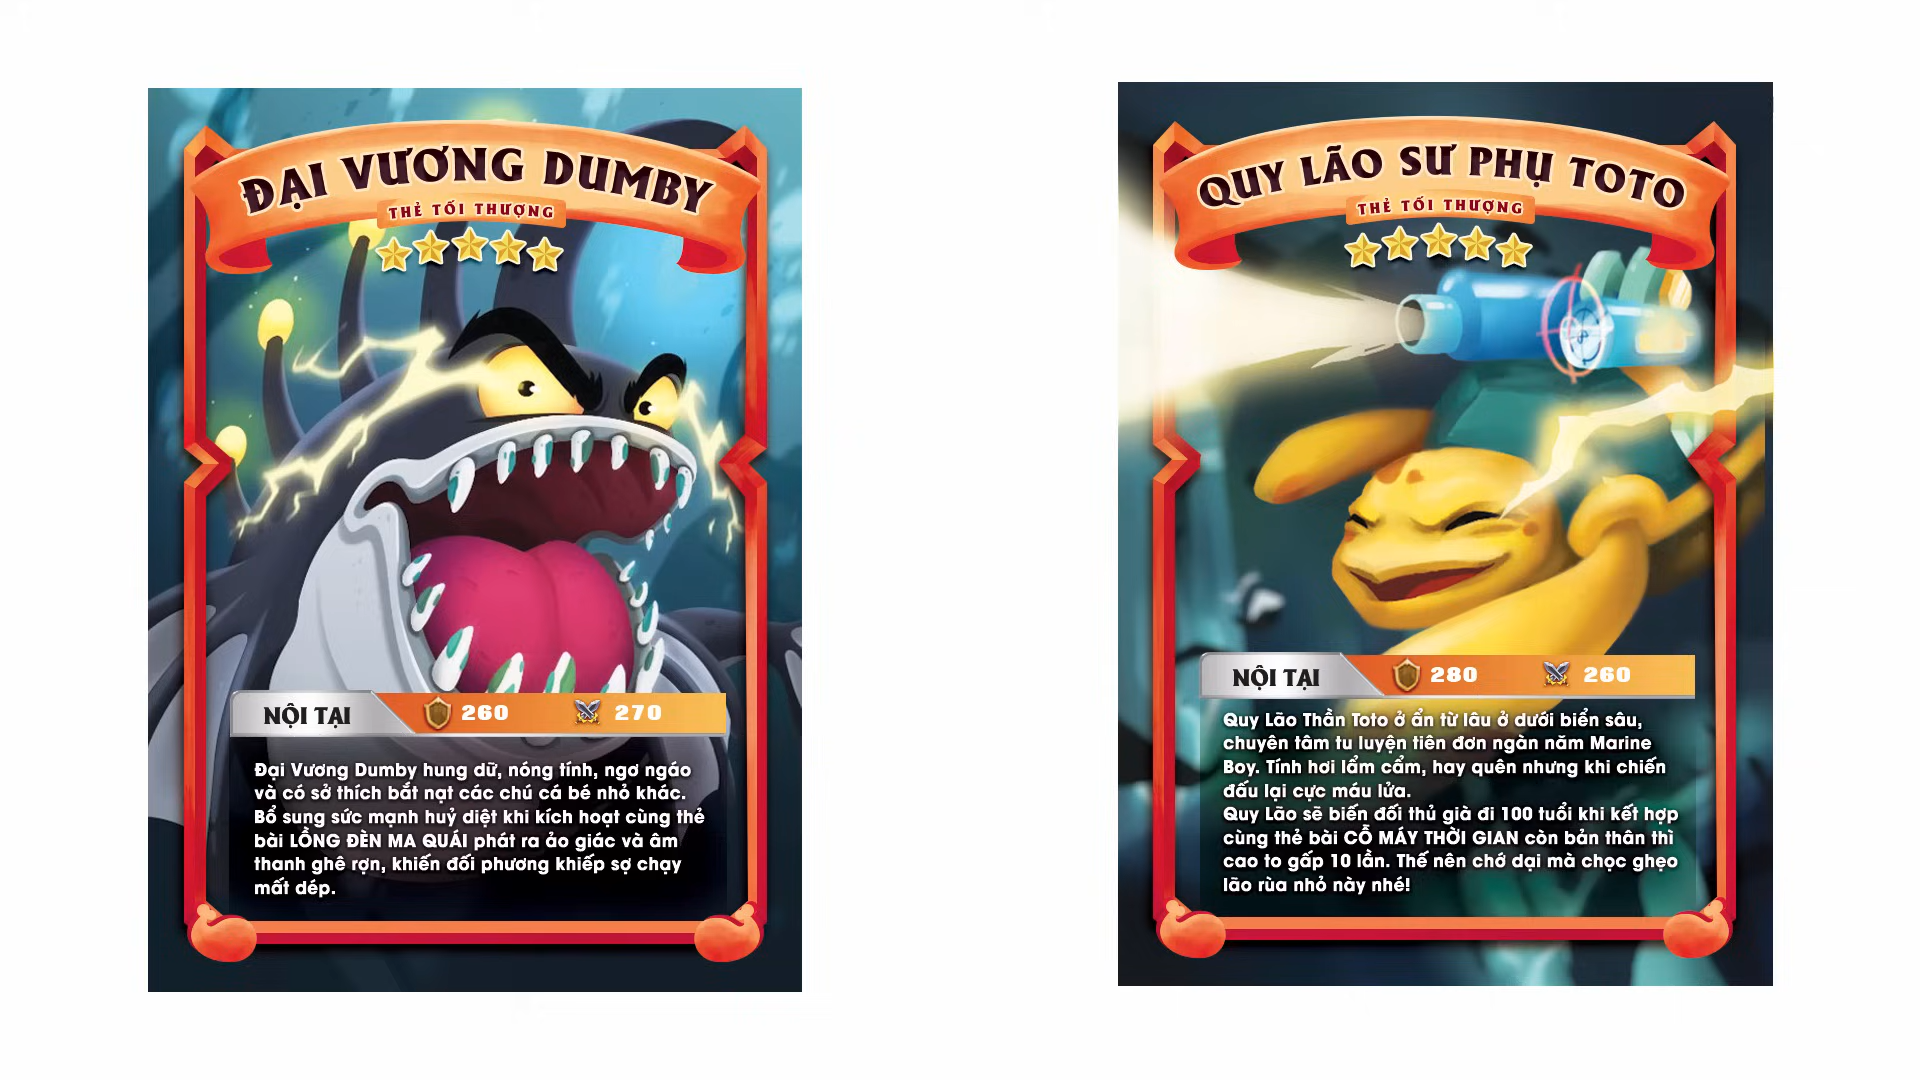 ĐẠI VƯƠNG DUMBY
THẺ TỐI THƯỢNG
NỘI TẠI 260 270
Đại Vương Dumby hung dữ, nóng tính, ngơ ngáo
và có sở thích bắt nạt các chú cá bé nhỏ khác.
Bổ sung sức mạnh huỷ diệt khi kích hoạt cùng thẻ
bài LỒNG ĐÈN MA QUÁI phát ra ảo giác và âm
thanh ghê rợn, khiến đối phương khiếp sợ chạy
mất dép.
QUY LÃO SƯ PHỤ TOTO
THẺ TỐI THƯỢNG
NỘI TẠI 280 260
Quy Lão Thần Toto ở ẩn từ lâu ở dưới biển sâu,
chuyên tâm tu luyện tiên đơn ngàn năm Marine
Boy. Tính hơi lẩm cẩm, hay quên nhưng khi chiến
đấu lại cực máu lửa.
Quy Lão sẽ biến đối thủ già đi 100 tuổi khi kết hợp
cùng thẻ bài CỖ MÁY THỜI GIAN còn bản thân thì
cao to gấp 10 lần. Thế nên chớ dại mà chọc ghẹo
lão rùa nhỏ này nhé!